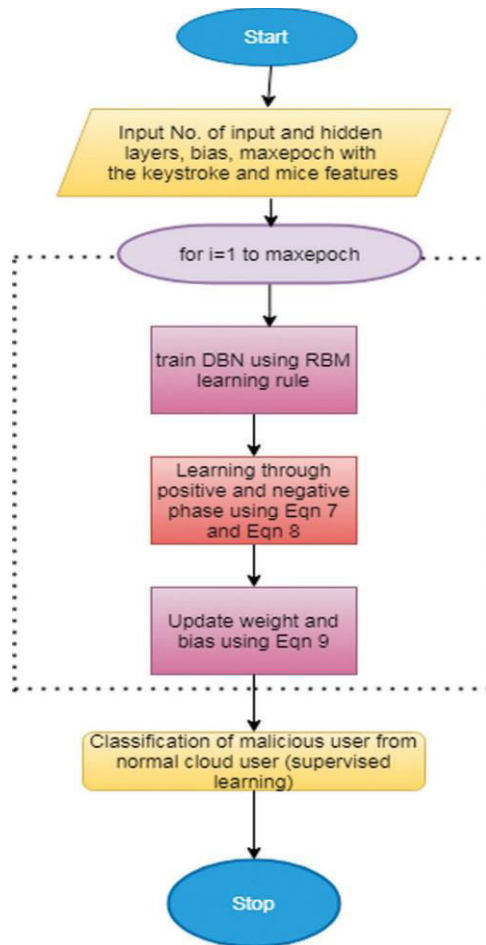 Start
Input No. of input and hidden
layers, bias, maxepoch with
the keystroke and mice features
for i=1 to maxepoch
train DBN using RBM
learning rule
Learning through
positive and negative
phase using Eqn 7
and Eqn 8
Update weight and
bias using Eqn 9
Classification of malicious user from
normal cloud user (supervised
learning)
Stop